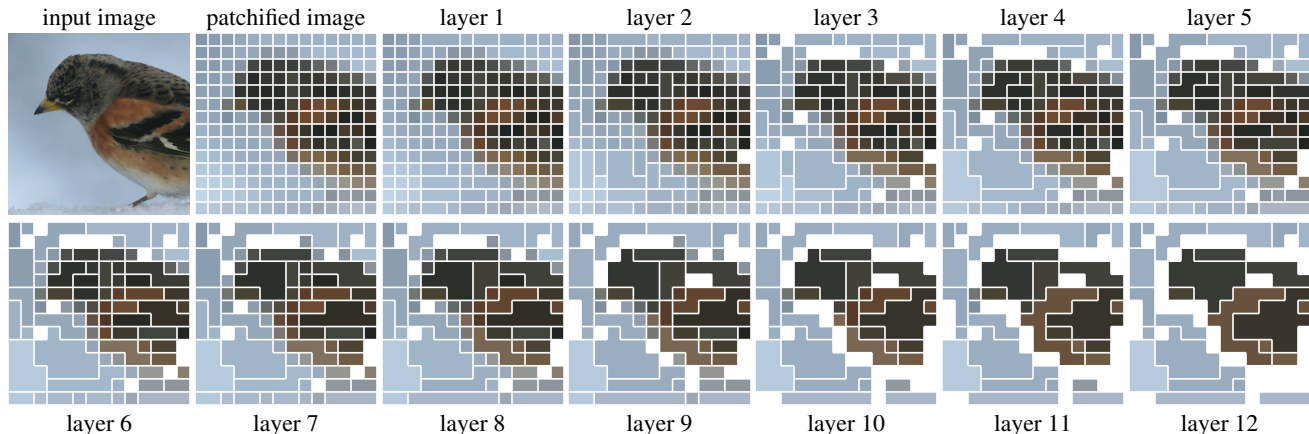 input image patchified image layer 1 layer 2 layer 3 layer 4 layer 5
layer 6 layer 7 layer 8 layer 9 layer 10 layer 11 layer 12